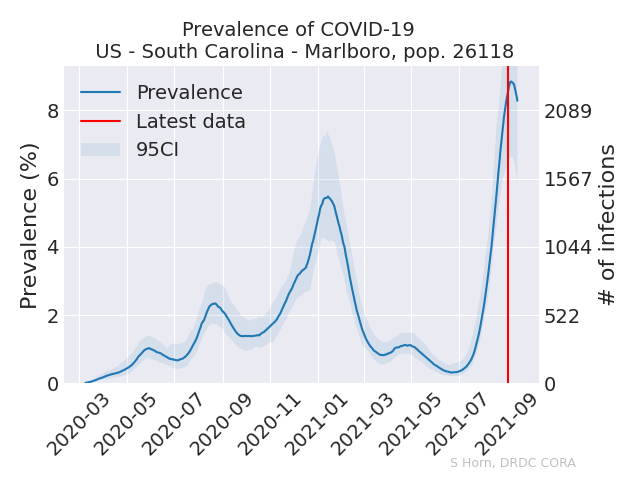 Prevalence of COVID-19
US - South Carolina - Marlboro, pop. 26118
Prevalence
Latest data
95CI
Prevalence (%)
8
6
4
2
0
2089
1567
1044
522
0
# of infections
2020-03
2020-05
2020-07
2020-09
2020-11
2021-01
2021-03
2021-05
2021-07
2021-09
S Horn, DRDC CORA